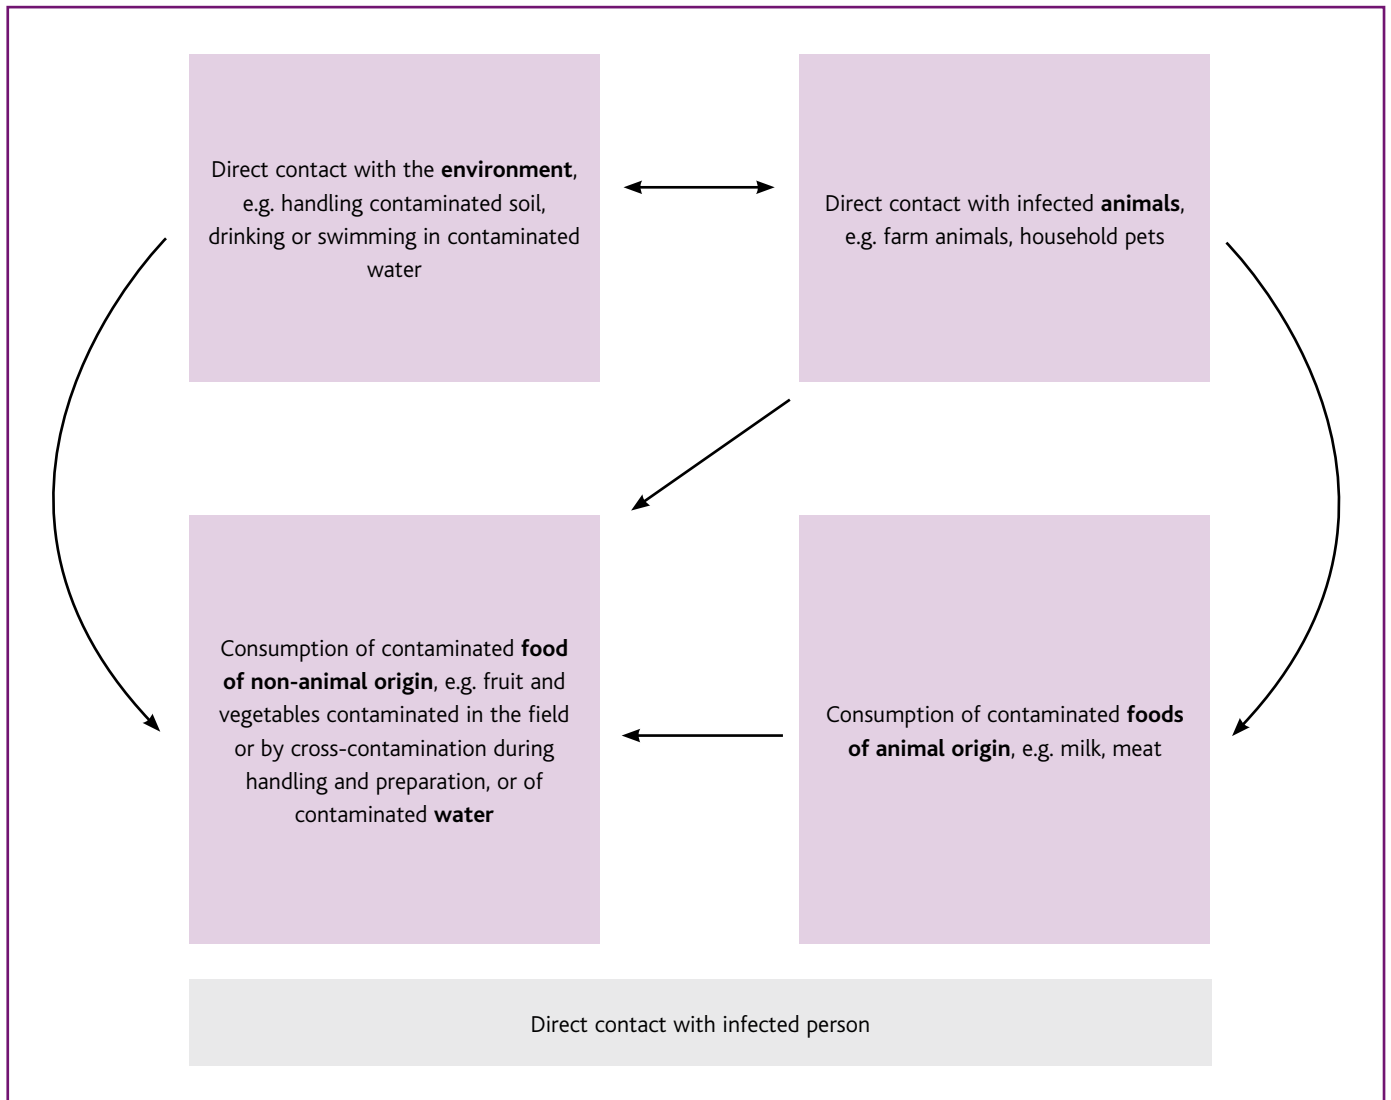 Direct contact with the environment,
e.g. handling contaminated soil,
drinking or swimming in contaminated
water
Direct contact with infected animals,
e.g. farm animals, household pets
Consumption of contaminated food
of non-animal origin, e.g. fruit and
vegetables contaminated in the field
or by cross-contamination during
handling and preparation, or of
contaminated water
Consumption of contaminated foods
of animal origin, e.g. milk, meat
Direct contact with infected person